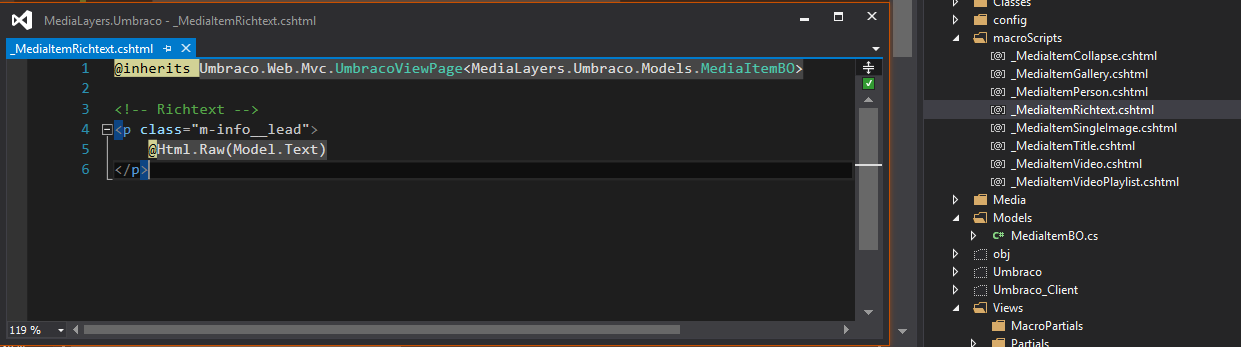 MediaLayers.Umbraco - _MediaItemRichtext.cshtml
_MediaItemRichtext.cshtml
1 @inherits Umbraco.Web.Mvc.UmbracoViewPage<MediaLayers.Umbraco.Models.MediaItemBO>
2
3 <!-- Richtext -->
4 <p class="m-info__lead">
5 @Html.Raw(Model.Text)
6 </p>
119 %
Classes
config
macroScripts
_MediaItemCollapse.cshtml
_MediaItemGallery.cshtml
_MediaItemPerson.cshtml
_MediaItemRichtext.cshtml
_MediaItemSingleImage.cshtml
_MediaItemTitle.cshtml
_MediaItemVideo.cshtml
_MediaItemVideoPlaylist.cshtml
Media
Models
C# MediaItemBO.cs
obj
Umbraco
Umbraco_Client
Views
MacroPartials
Partials